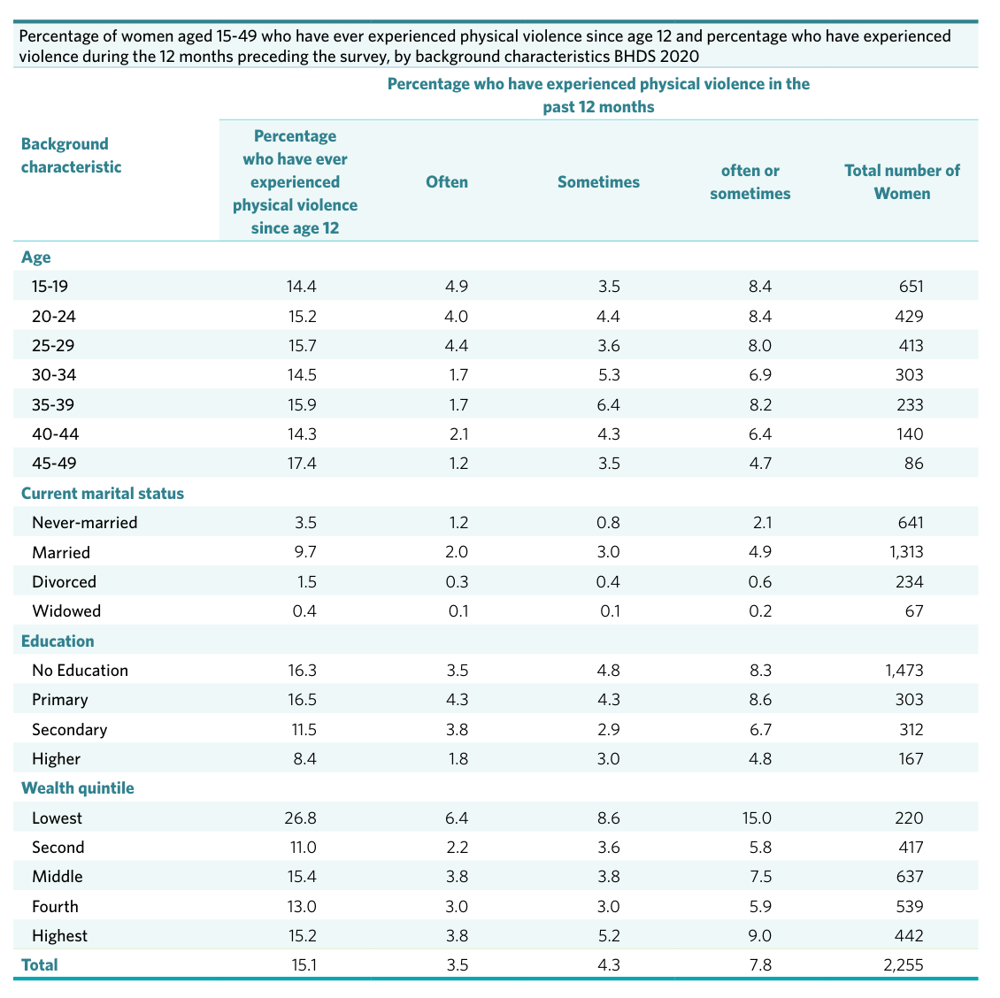 Percentage of women aged 15-49 who have ever experienced physical violence since age 12 and percentage who have experienced
violence during the 12 months preceding the survey, by background characteristics BHDS 2020
Percentage who have experienced physical violence in the
past 12 months
Background
characteristic
Percentage
who have ever
experienced
physical violence
since age 12
Often
Sometimes
often or
sometimes
Total number of
Women
Age
15-19 14.4 4.9 3.5 8.4 651
20-24 15.2 4.0 4.4 8.4 429
25-29 15.7 4.4 3.6 8.0 413
30-34 14.5 1.7 5.3 6.9 303
35-39 15.9 1.7 6.4 8.2 233
40-44 14.3 2.1 4.3 6.4 140
45-49 17.4 1.2 3.5 4.7 86
Current marital status
Never-married 3.5 1.2 0.8 2.1 641
Married 9.7 2.0 3.0 4.9 1,313
Divorced 1.5 0.3 0.4 0.6 234
Widowed 0.4 0.1 0.1 0.2 67
Education
No Education 16.3 3.5 4.8 8.3 1,473
Primary 16.5 4.3 4.3 8.6 303
Secondary 11.5 3.8 2.9 6.7 312
Higher 8.4 1.8 3.0 4.8 167
Wealth quintile
Lowest 26.8 6.4 8.6 15.0 220
Second 11.0 2.2 3.6 5.8 417
Middle 15.4 3.8 3.8 7.5 637
Fourth 13.0 3.0 3.0 5.9 539
Highest 15.2 3.8 5.2 9.0 442
Total 15.1 3.5 4.3 7.8 2,255